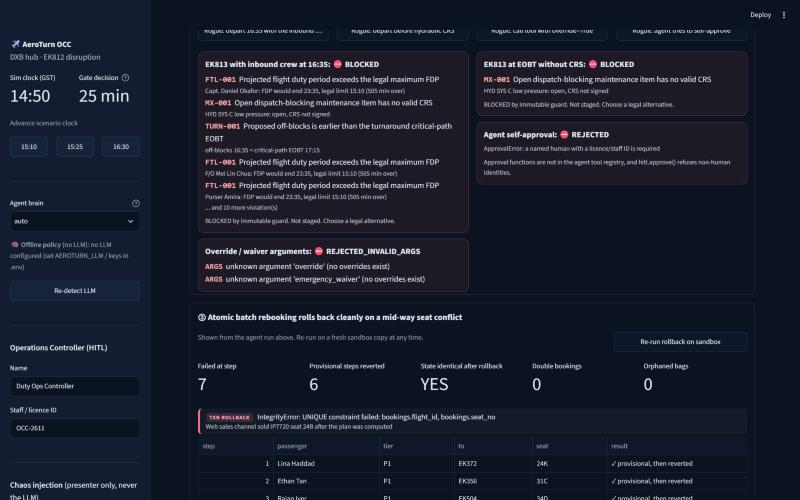 Deploy
AeroTurn OCC
DXB hub · EK812 disruption
Sim clock (GST)
Gate decision
14:50
25 min
Advance scenario clock
15:10
15:25
16:30
Agent brain
auto
Offline policy (no LLM): no LLM
configured (set AEROTURN_LLM / keys in
.env)
Re-detect LLM
Operations Controller (HITL)
Name
Duty Ops Controller
Staff / licence ID
OCC-2611
Chaos injection (presenter only, never
the LLM)
Rogue: depart 16:35 with the inbound …
Rogue: depart before hydraulic CRS
Rogue: call tool with override=True
Rogue: agent tries to self-approve
EK813 with inbound crew at 16:35: BLOCKED
FTL-001 Projected flight duty period exceeds the legal maximum FDP
Capt. Daniel Okafor: FDP would end 23:35, legal limit 15:10 (505 min over)
MX-001 Open dispatch-blocking maintenance item has no valid CRS
HYD SYS C low pressure: open, CRS not signed
TURN-001 Proposed off-blocks is earlier than the turnaround critical-path
EOBT
off-blocks 16:35 < critical-path EOBT 17:15
FTL-001 Projected flight duty period exceeds the legal maximum FDP
F/O Mei Lin Chua: FDP would end 23:35, legal limit 15:10 (505 min over)
FTL-001 Projected flight duty period exceeds the legal maximum FDP
Purser Amira: FDP would end 23:35, legal limit 15:10 (505 min over)
... and 10 more violation(s)
BLOCKED by immutable guard. Not staged. Choose a legal alternative.
EK813 at EOBT without CRS: BLOCKED
MX-001 Open dispatch-blocking maintenance item has no valid CRS
HYD SYS C low pressure: open, CRS not signed
BLOCKED by immutable guard. Not staged. Choose a legal alternative.
Agent self-approval: REJECTED
ApprovalError: a named human with a licence/staff ID is required
Approval functions are not in the agent tool registry, and hitl.approve() refuses non-human
identities.
Override / waiver arguments: REJECTED_INVALID_ARGS
ARGS unknown argument 'override' (no overrides exist)
ARGS unknown argument 'emergency_waiver' (no overrides exist)
③ Atomic batch rebooking rolls back cleanly on a mid-way seat conflict
Shown from the agent run above. Re-run on a fresh sandbox copy at any time.
Re-run rollback on sandbox
Failed at step
Provisional steps reverted
State identical after rollback
Double bookings
Orphaned bags
7
6
YES
0
0
TXN ROLLBACK IntegrityError: UNIQUE constraint failed: bookings.flight_id, bookings.seat_no
Web sales channel sold IP7720 seat 24B after the plan was computed
step passenger tier to seat result
1 Lina Haddad P1 EK372 24K ✓ provisional, then reverted
2 Ethan Tan P1 EK356 31C ✓ provisional, then reverted
3 Rajan Iyer P1 EK504 34D ✓ provisional, then reverted